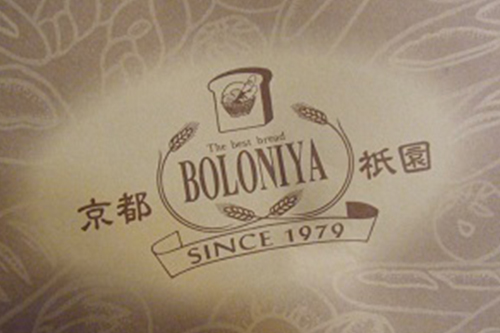 The best bread
BOLONIYA
京都 祇園
SINCE 1979